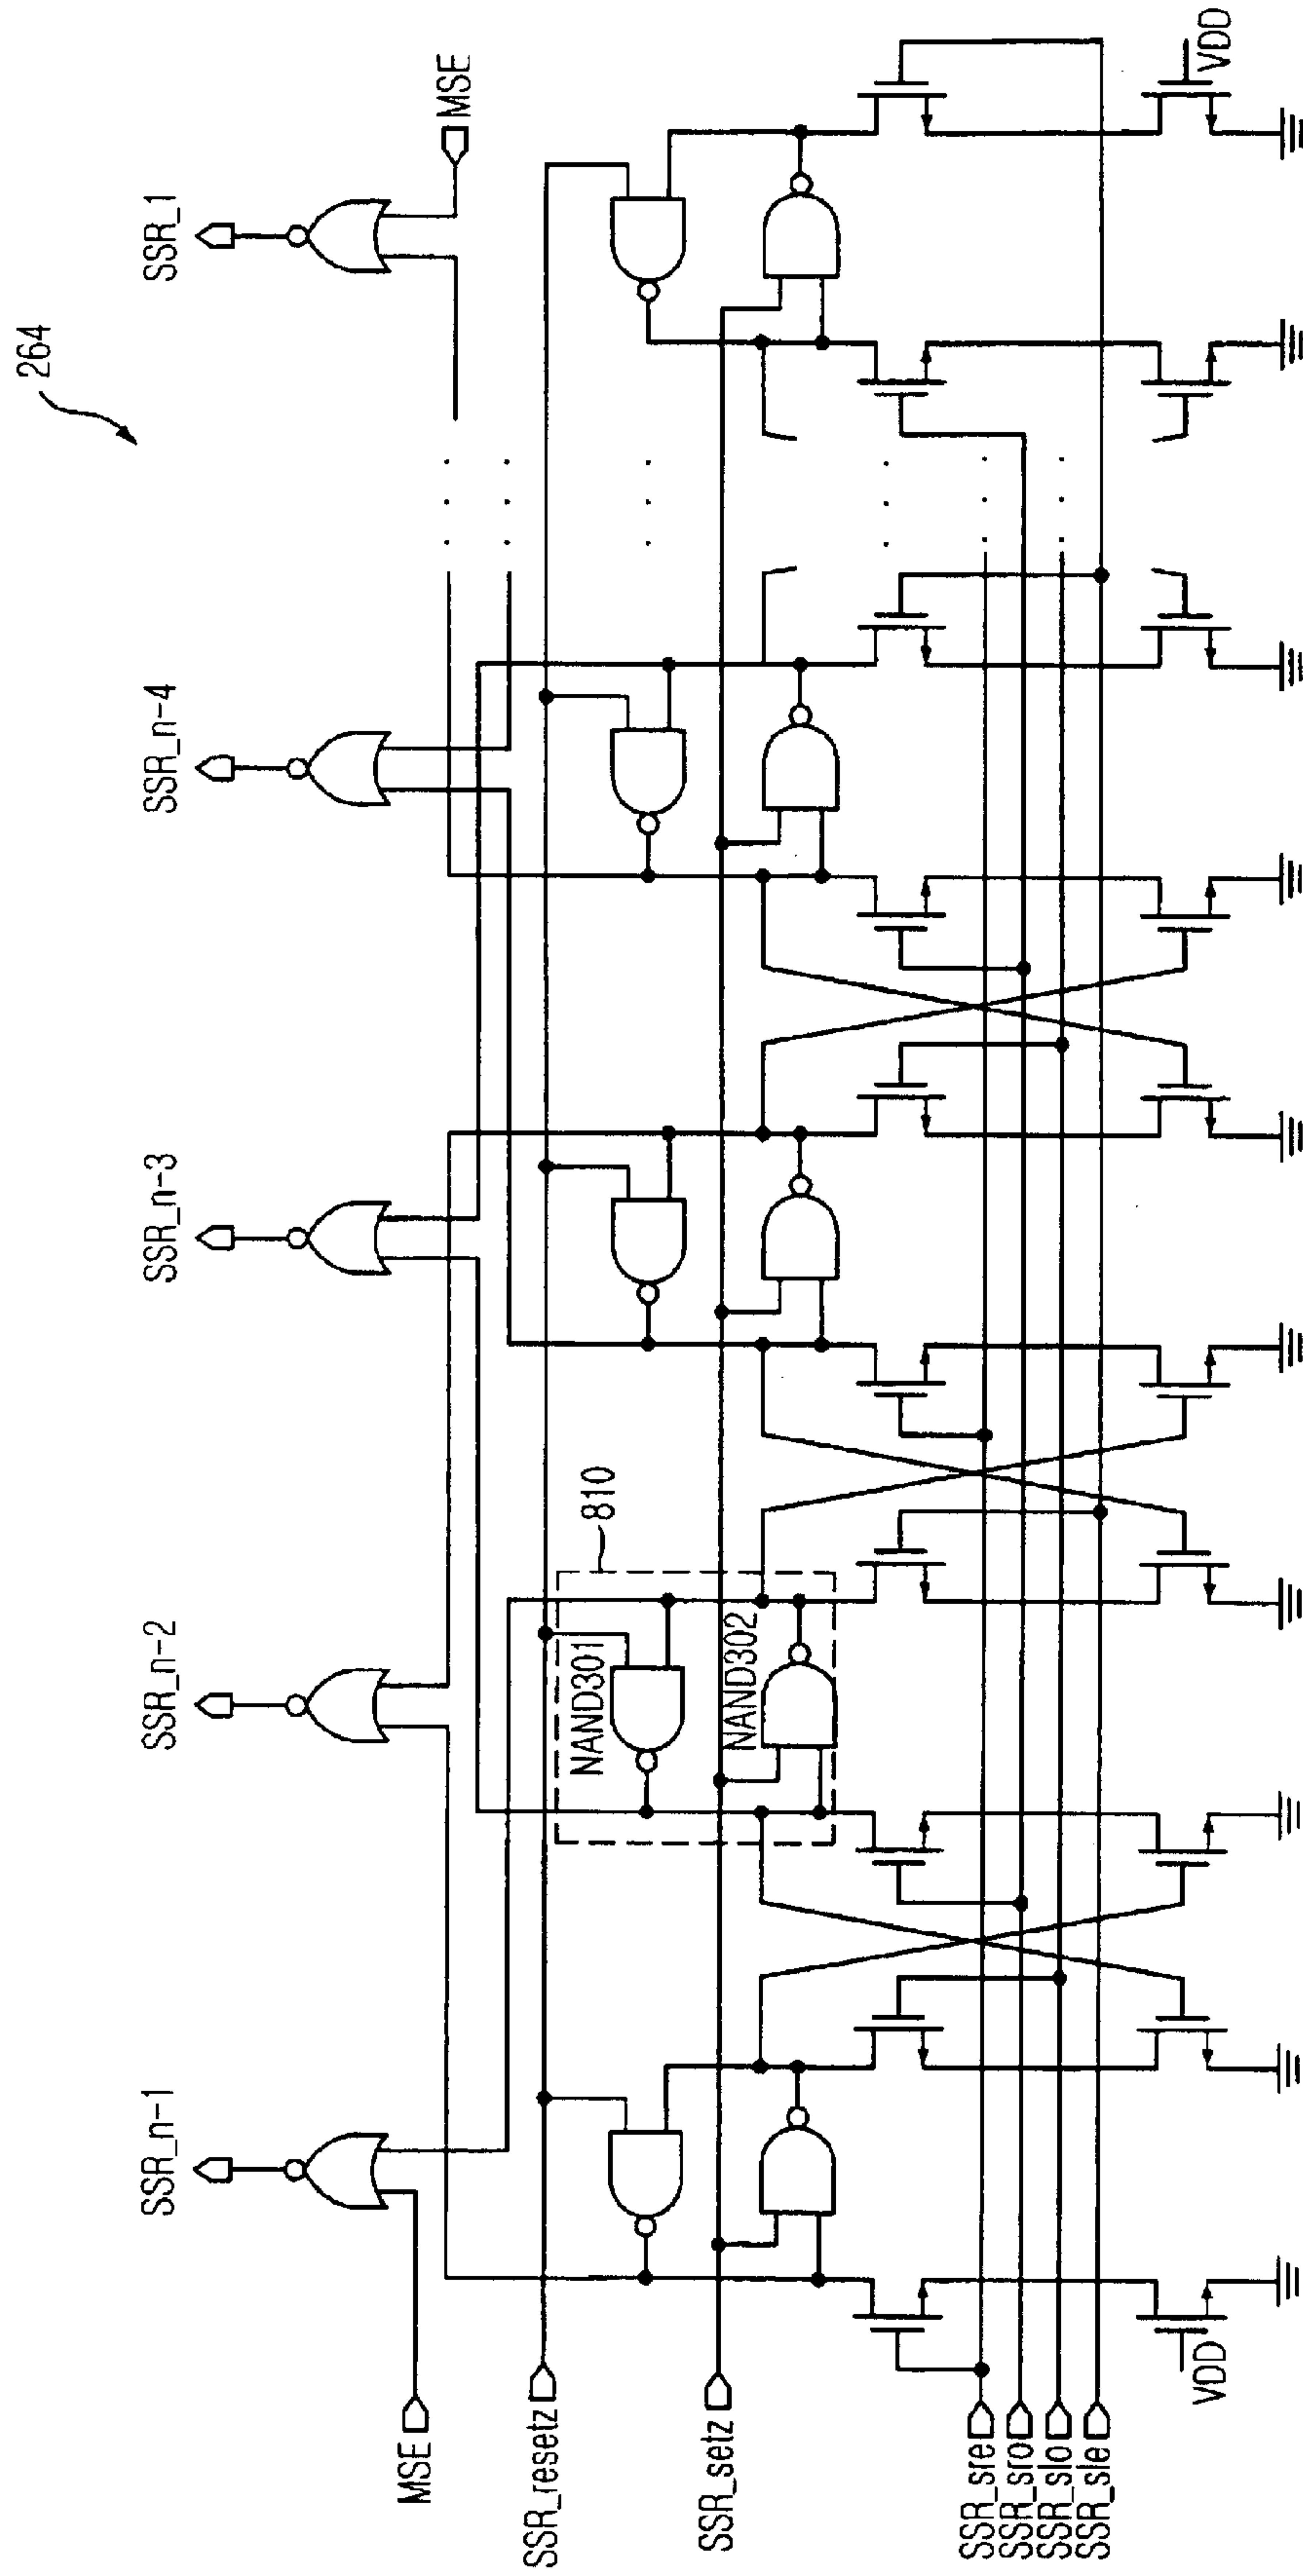 264
SSR_n-1
SSR_n-2
SSR_n-3
SSR_n-4
SSR_1
MSE
MSE
SSR_resetz
SSR_setz
810
NAND301
NAND302
SSR_sre
SSR_sro
SSR_slo
SSR_sle
VDD
VDD